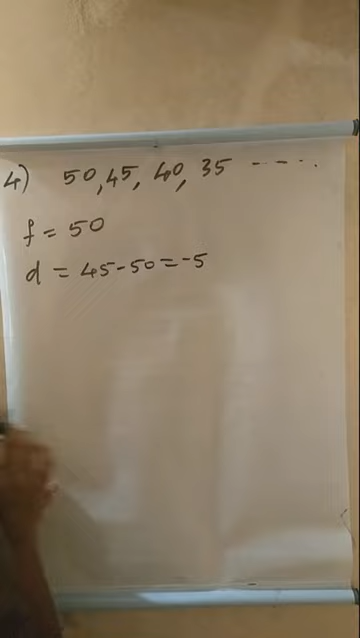 4) 50, 45, 40, 35 -----.
f = 50
d = 45-50 = -5